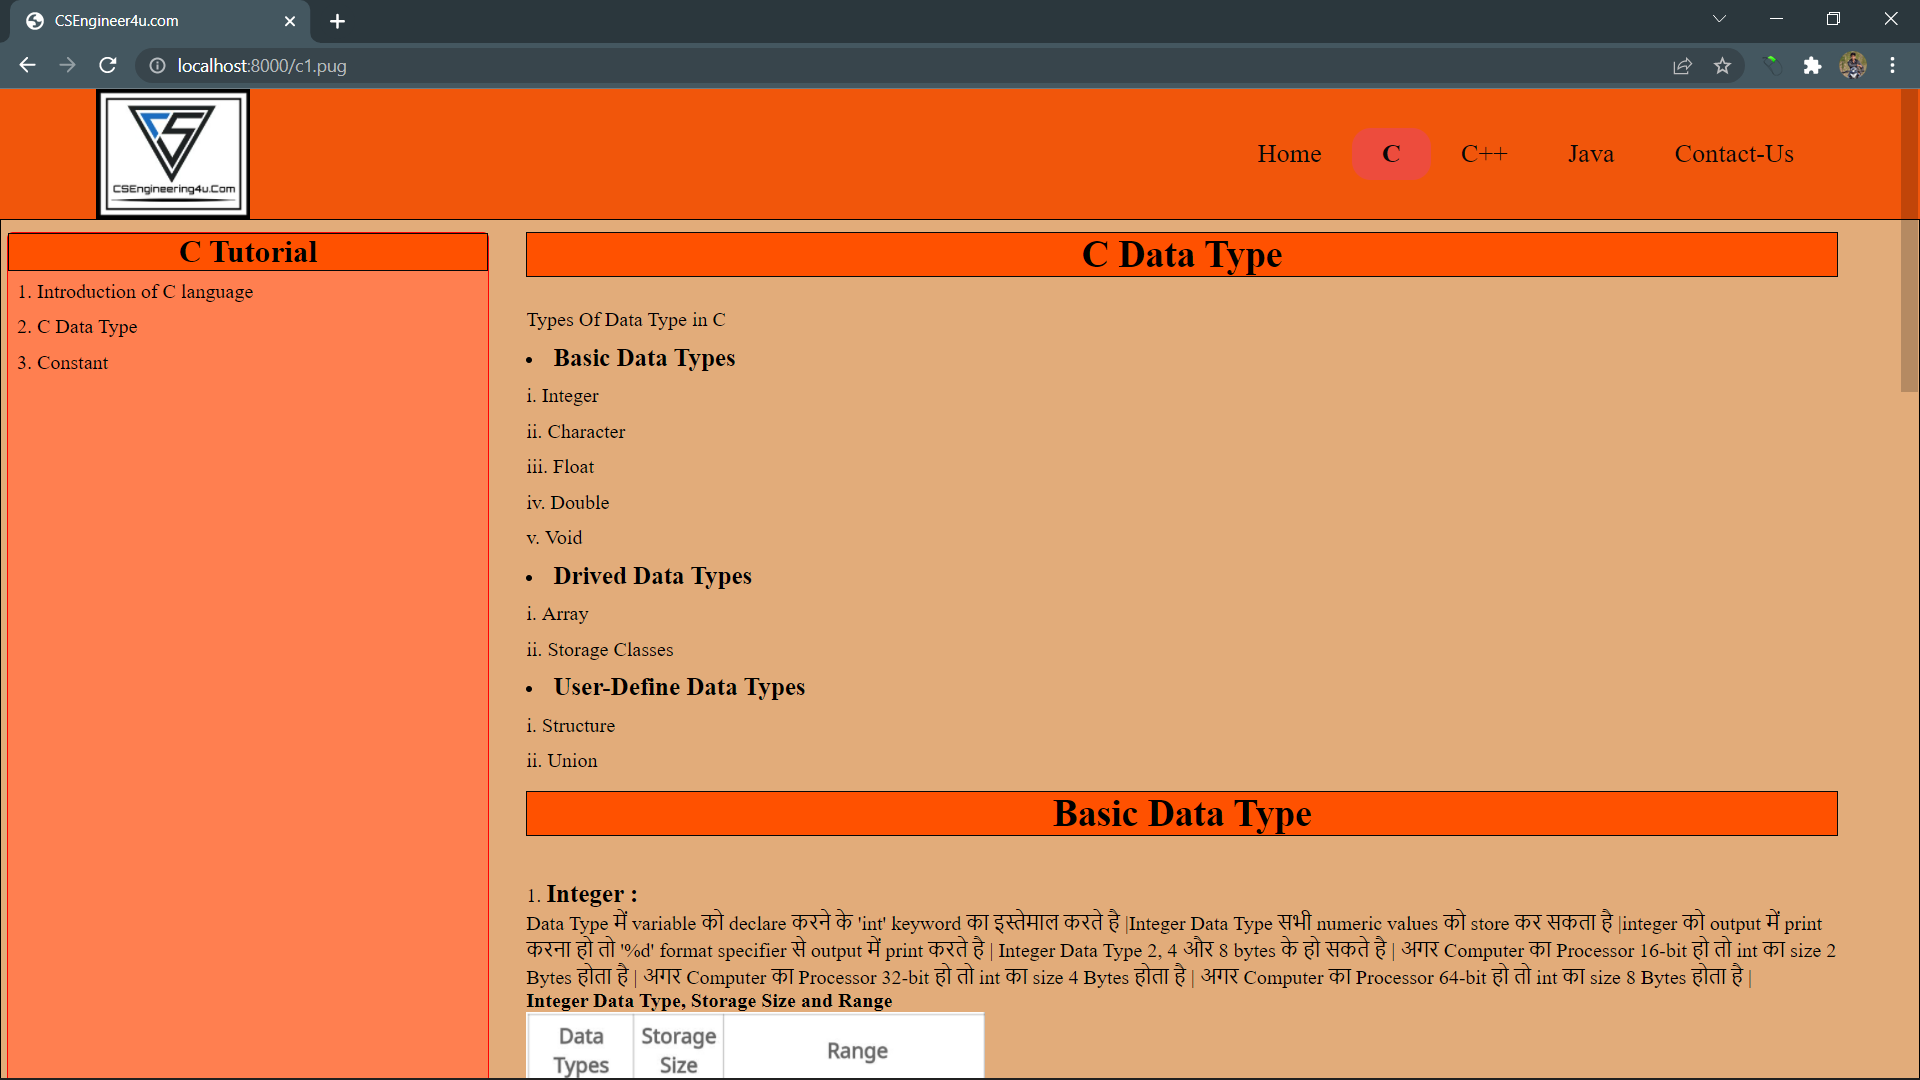 CSEngineer4u.com
localhost:8000/c1.pug
CSEngineering4u.Com
Home C C++ Java Contact-Us
C Tutorial
1. Introduction of C language
2. C Data Type
3. Constant
C Data Type
Types Of Data Type in C
• Basic Data Types
i. Integer
ii. Character
iii. Float
iv. Double
v. Void
• Drived Data Types
i. Array
ii. Storage Classes
• User-Define Data Types
i. Structure
ii. Union
Basic Data Type
1. Integer :
Data Type में variable को declare करने के 'int' keyword का इस्तेमाल करते है |Integer Data Type सभी numeric values को store कर सकता है |integer को output में print
करना हो तो '%d' format specifier से output में print करते है | Integer Data Type 2, 4 और 8 bytes के हो सकते है | अगर Computer का Processor 16-bit हो तो int का size 2
Bytes होता है | अगर Computer का Processor 32-bit हो तो int का size 4 Bytes होता है | अगर Computer का Processor 64-bit हो तो int का size 8 Bytes होता है |
Integer Data Type, Storage Size and Range
Data Types Storage Size Range